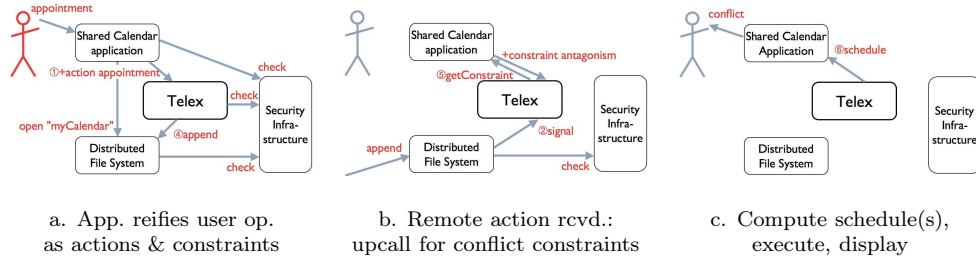 appointment
Shared Calendar
application
①+action appointment
check
Telex
check
Security
Infra-
structure
open "myCalendar"
④append
Distributed
File System
check
a. App. reifies user op.
as actions & constraints
Shared Calendar
application
+constraint antagonism
⑤getConstraint
Telex
Security
Infra-
structure
②signal
append
Distributed
File System
check
b. Remote action rcvd.:
upcall for conflict constraints
conflict
Shared Calendar
Application
⑥schedule
Telex
Security
Infra-
structure
Distributed
File System
c. Compute schedule(s),
execute, display